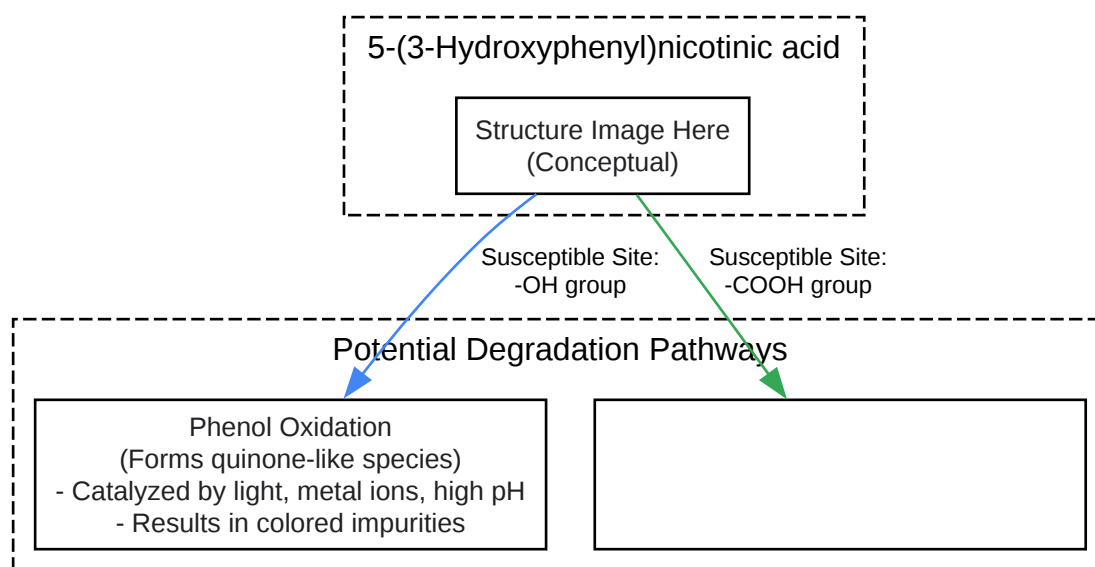 5-(3-Hydroxyphenyl)nicotinic acid
Structure Image Here
(Conceptual)
Susceptible Site:
-OH group
Susceptible Site:
-COOH group
Potential Degradation Pathways
Phenol Oxidation
(Forms quinone-like species)
- Catalyzed by light, metal ions, high pH
- Results in colored impurities